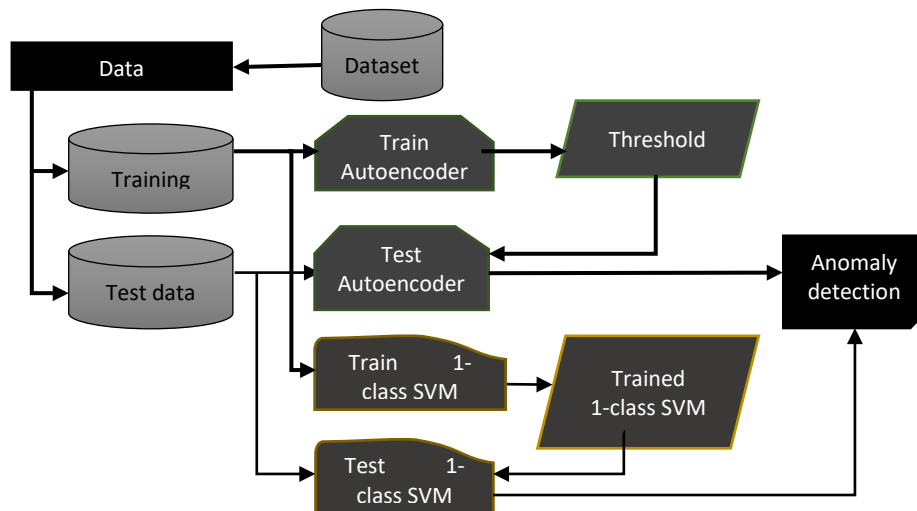 Data
Dataset
Training
Train
Autoencoder
Threshold
Test data
Test
Autoencoder
Anomaly
detection
Train 1-
class SVM
Trained
1-class SVM
Test 1-
class SVM